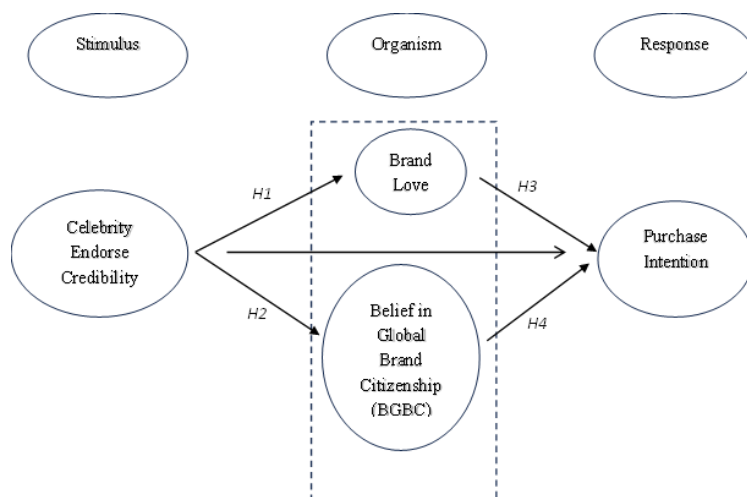 Stimulus
Organism
Response
Brand
Love
H1
H3
Celebrity
Endorse
Credibility
Purchase
Intention
H2
H4
Belief in
Global
Brand
Citizenship
(BGBC)